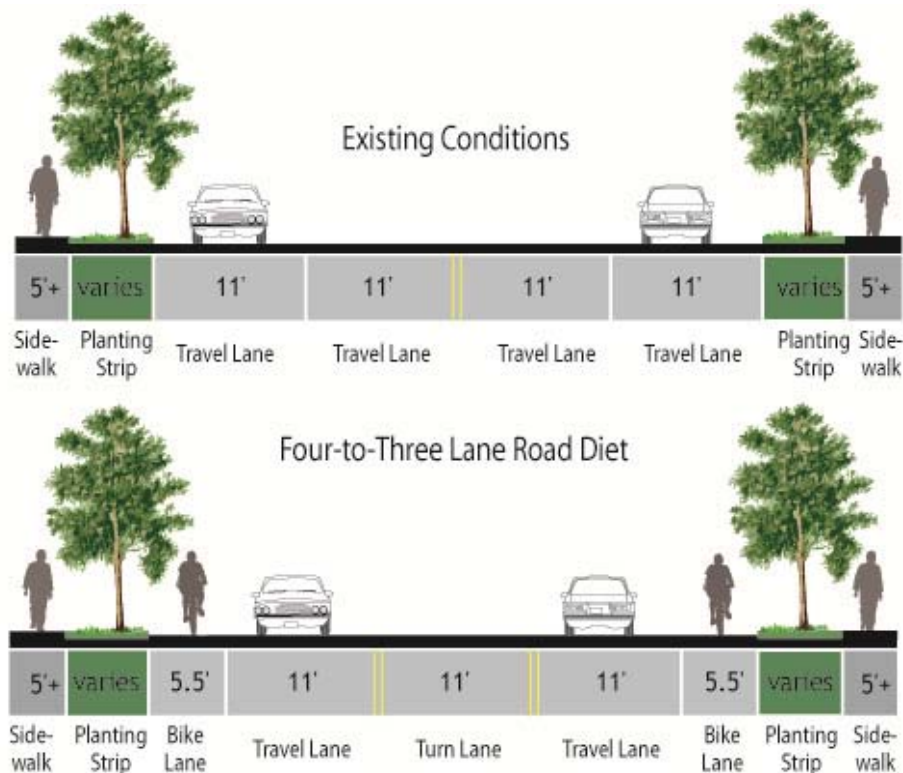 Existing Conditions
5'+ varies 11' 11' 11' 11' varies 5'+
Side- Planting Travel Lane Travel Lane Travel Lane Travel Lane Planting Side-
walk Strip Strip walk
Four-to-Three Lane Road Diet
5'+ varies 5.5' 11' 11' 11' 5.5' varies 5'+
Side- Planting Bike Travel Lane Turn Lane Travel Lane Bike Planting Side-
walk Strip Lane Lane Strip walk